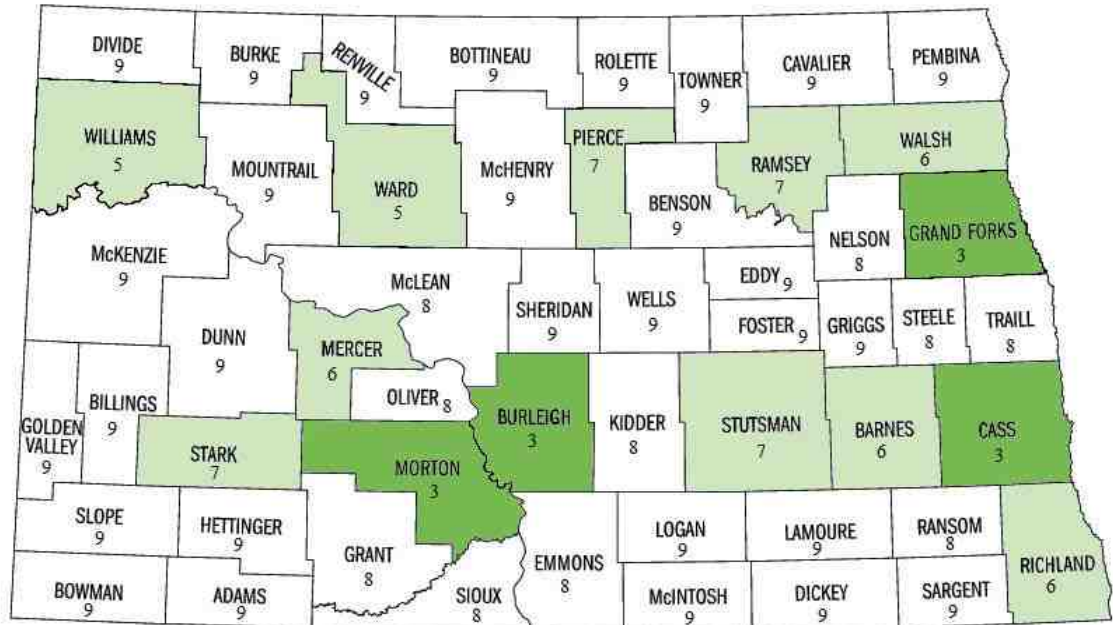 DIVIDE
9
BURKE
9
RENVILLE
9
BOTTINEAU
9
ROLETTE
9
TOWNER
9
CAVALIER
9
PEMBINA
9
WILLIAMS
5
MOUNTRAIL
9
WARD
5
McHENRY
9
PIERCE
7
BENSON
9
RAMSEY
7
WALSH
6
NELSON
8
GRAND FORKS
3
McKENZIE
9
DUNN
9
McLEAN
8
SHERIDAN
9
WELLS
9
EDDY 9
FOSTER 9
GRIGGS
9
STEELE
8
TRAILL
8
MERCER
6
OLIVER 8
GOLDEN
VALLEY
9
BILLINGS
9
STARK
7
MORTON
3
BURLEIGH
3
KIDDER
8
STUTSMAN
7
BARNES
6
CASS
3
SLOPE
9
HETTINGER
9
GRANT
8
EMMONS
8
LOGAN
9
LAMOURE
9
RANSOM
8
RICHLAND
6
BOWMAN
9
ADAMS
9
SIOUX
8
McINTOSH
9
DICKEY
9
SARGENT
9